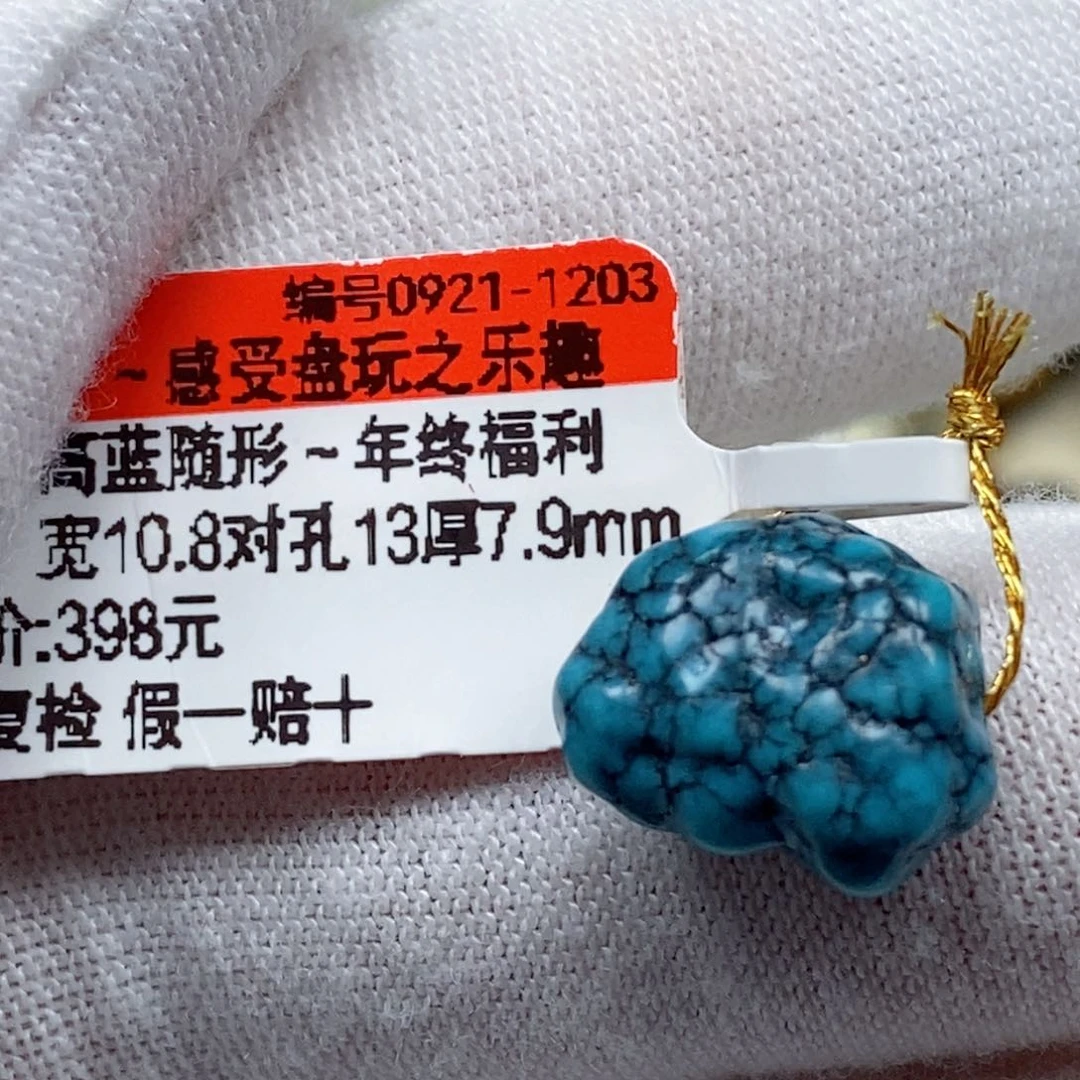 编号0921-1203
~感受盘玩之乐趣
高蓝随形~年终福利
宽10.8对孔13厚7.9mm
价:398元
复检 假一赔十